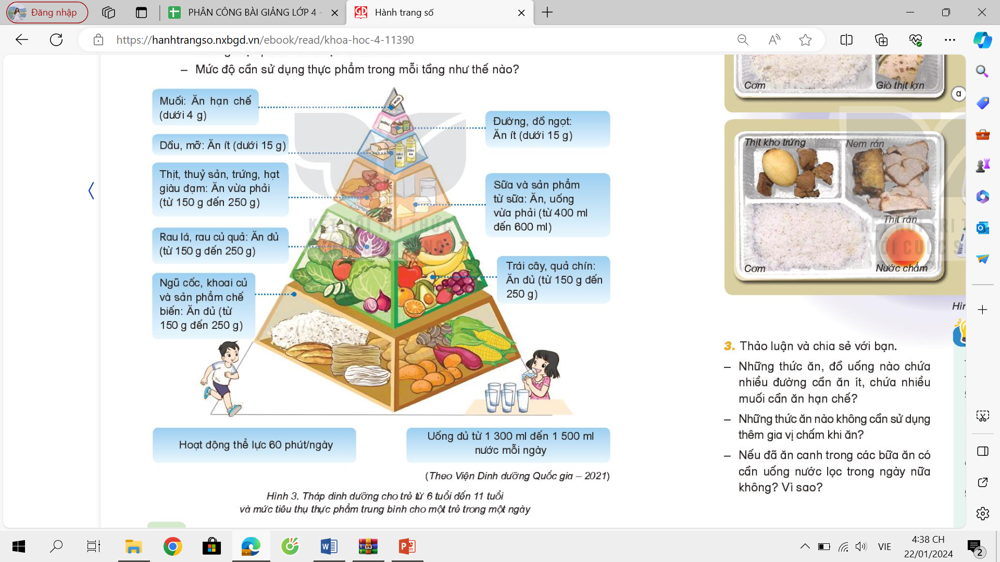 Đăng nhập
PHÂN CÔNG BÀI GIẢNG LỚP 4 -
Hành trang số
https://hanhtrangso.nxbgd.vn/ebook/read/khoa-hoc-4-11390
– Mức độ cần sử dụng thực phẩm trong mỗi tầng như thế nào?
Muối: Ăn hạn chế
(dưới 4 g)
MUỐI
Đường, đồ ngọt:
Ăn ít (dưới 15 g)
ĐƯỜNG
Dầu, mỡ: Ăn ít (dưới 15 g)
DẦU
ĂN
DẦU
ĂN
Thịt, thuỷ sản, trứng, hạt
giàu đạm: Ăn vừa phải
(từ 150 g đến 250 g)
Sữa và sản phẩm
từ sữa: Ăn, uống
vừa phải (từ 400 ml
đến 600 ml)
KẾT NỐI TRI THỨC
Rau lá, rau củ quả: Ăn đủ
(từ 150 g đến 250 g)
Trái cây, quả chín:
Ăn đủ (từ 150 g đến
250 g)
Ngũ cốc, khoai củ
và sản phẩm chế
biến: Ăn đủ (từ
150 g đến 250 g)
Hoạt động thể lực 60 phút/ngày
Uống đủ từ 1 300 ml đến 1 500 ml
nước mỗi ngày
(Theo Viện Dinh dưỡng Quốc gia – 2021)
Hình 3. Tháp dinh dưỡng cho trẻ từ 6 tuổi đến 11 tuổi
và mức tiêu thụ thực phẩm trung bình cho một trẻ trong một ngày
Cơm
Giò thịt lợn
a
Thịt kho trứng
Nem rán
Thịt rán
Cơm
Nước chấm
3. Thảo luận và chia sẻ với bạn.
– Những thức ăn, đồ uống nào chứa
nhiều đường cần ăn ít, chứa nhiều
muối cần ăn hạn chế?
– Những thức ăn nào không cần sử dụng
thêm gia vị chấm khi ăn?
– Nếu đã ăn canh trong các bữa ăn có
cần uống nước lọc trong ngày nữa
không? Vì sao?
VIE
4:38 CH
22/01/2024
2